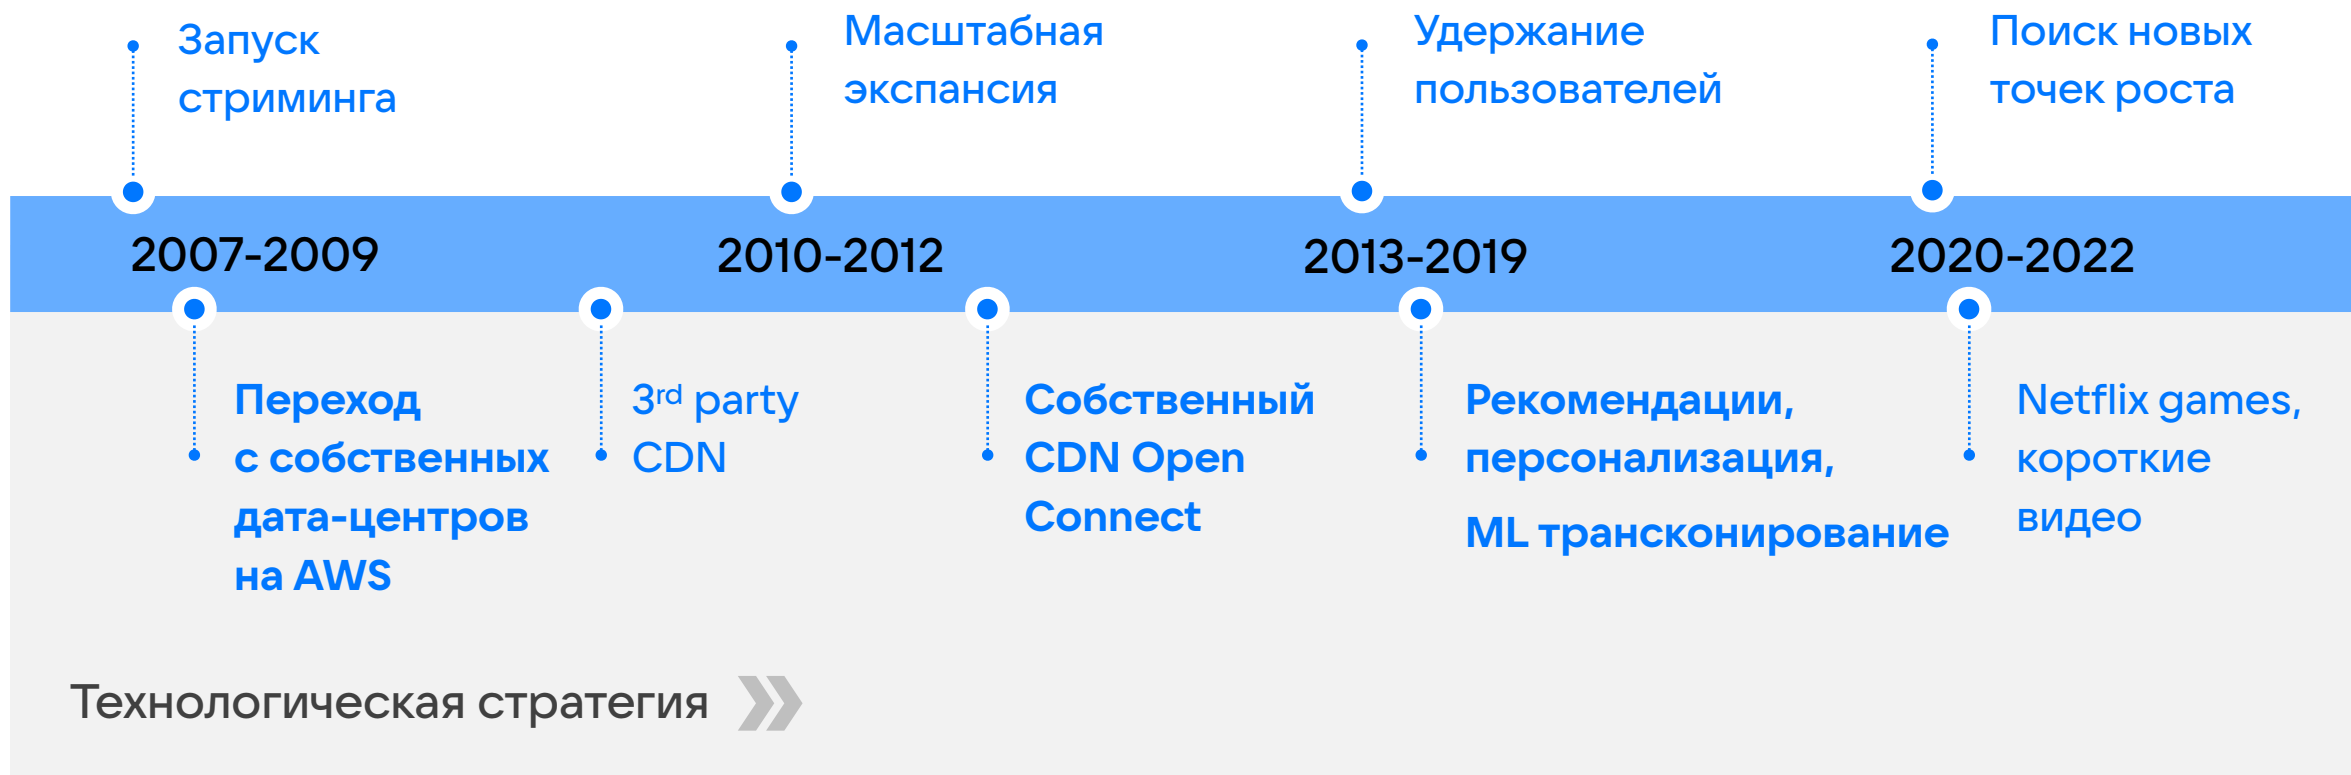 Запуск
стриминга
Масштабная
экспансия
Удержание
пользователей
Поиск новых
точек роста
2007-2009
2010-2012
2013-2019
2020-2022
Переход
с собственных
дата-центров
на AWS
3rd party
CDN
Собственный
CDN Open
Connect
Рекомендации,
персонализация,
ML трансконирование
Netflix games,
короткие
видео
Технологическая стратегия